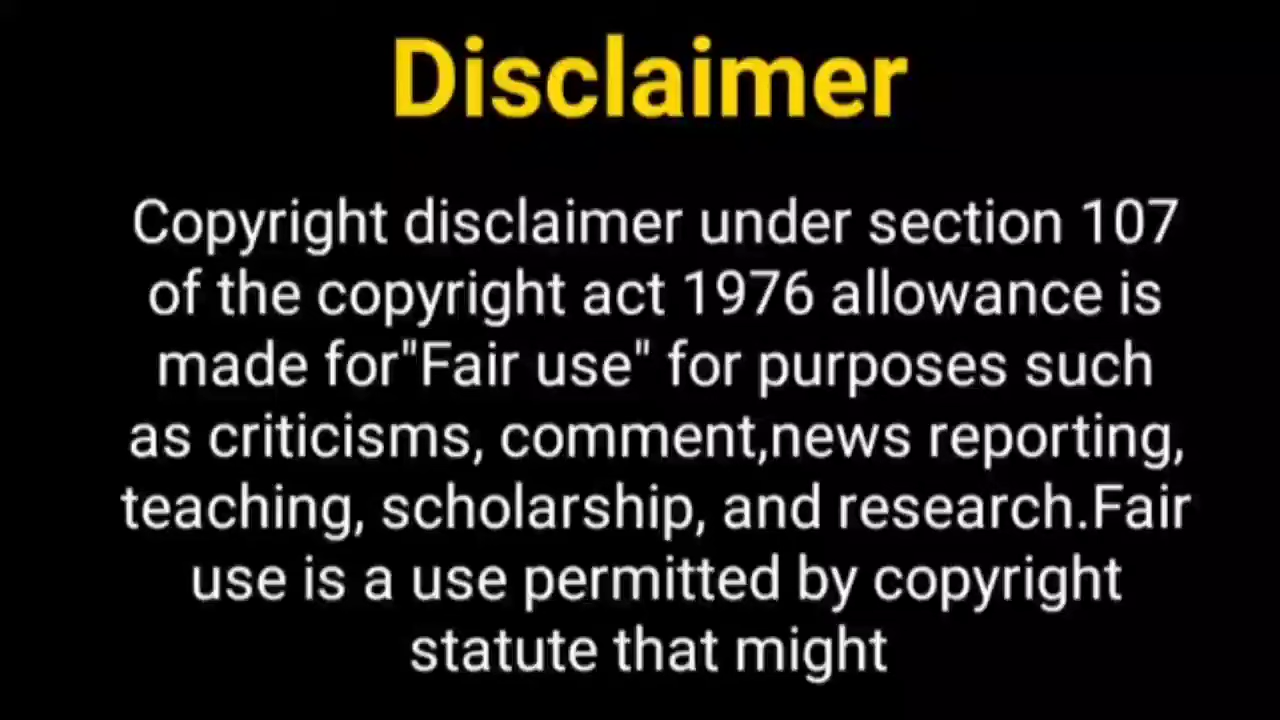 Disclaimer
Copyright disclaimer under section 107
of the copyright act 1976 allowance is
made for"Fair use" for purposes such
as criticisms, comment,news reporting,
teaching, scholarship, and research.Fair
use is a use permitted by copyright
statute that might